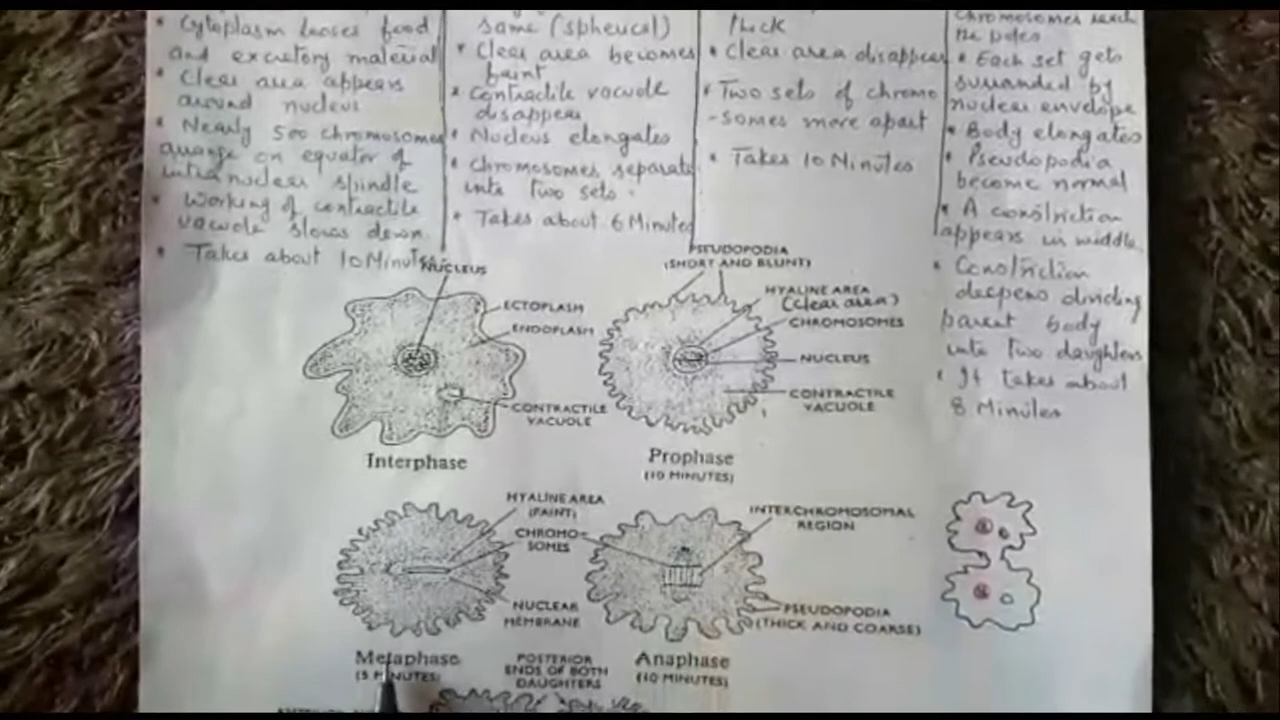 Cytoplasm looses food
and excretory material
* Clear area appears
around nucleus
* Nearly 500 chromosomes
arrange on equator of
intranuclear spindle
* Working of contractile
vacuole slows down
* Takes about 10 Minutes
same (spherical)
* Clear area becomes
faint
* Contractile vacuole
disappear
* Nucleus elongates
* Chromosomes separate
into two sets.
* Takes about 6 Minutes
thick
* Clear area disappear
* Two sets of chromo
-somes move apart
* Takes 10 Minutes
chromosomes reach
the poles
* Each set gets
surrounded by
nuclear envelope
* Body elongates
* Pseudopodia
become normal
* A constriction
appears in middle
* Constriction
deepens dividing
parent body
into two daughters
* It takes about
8 Minutes
NUCLEUS
ECTOPLASM
ENDOPLASM
CONTRACTILE
VACUOLE
Interphase
PSEUDOPODIA
(SHORT AND BLUNT)
HYALINE AREA
(clear area)
CHROMOSOMES
NUCLEUS
CONTRACTILE
VACUOLE
Prophase
(10 MINUTES)
HYALINE AREA
(FAINT)
CHROMO-
SOMES
NUCLEAR
MEMBRANE
Metaphase
(5 MINUTES)
INTERCHROMOSOMAL
REGION
PSEUDOPODIA
(THICK AND COARSE)
Anaphase
(10 MINUTES)
POSTERIOR
ENDS OF BOTH
DAUGHTERS